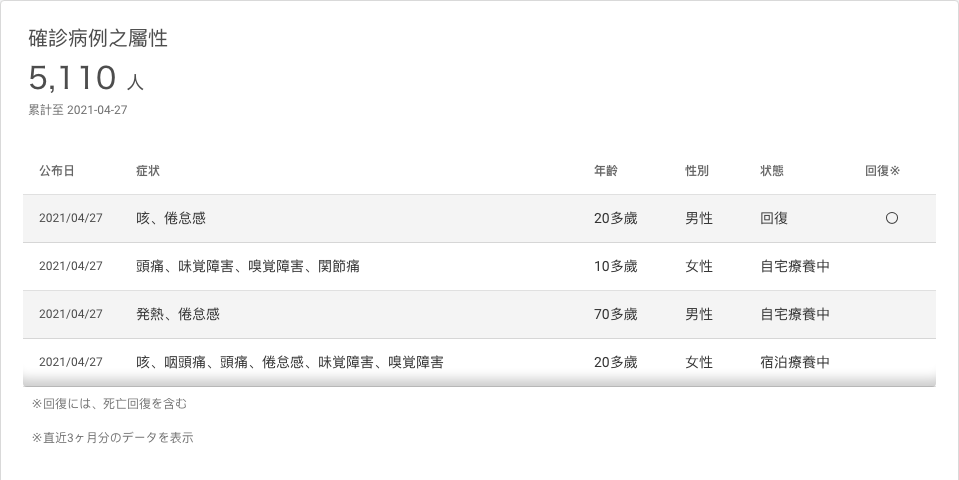 確診病例之屬性
5,110 人
累計至 2021-04-27
公布日 症状 年齢 性別 状態 回復※
2021/04/27 咳、倦怠感 20多歲 男性 回復 〇
2021/04/27 頭痛、味覚障害、嗅覚障害、関節痛 10多歲 女性 自宅療養中
2021/04/27 発熱、倦怠感 70多歲 男性 自宅療養中
2021/04/27 咳、咽頭痛、頭痛、倦怠感、味覚障害、嗅覚障害 20多歲 女性 宿泊療養中
※回復には、死亡回復を含む
※直近3ヶ月分のデータを表示